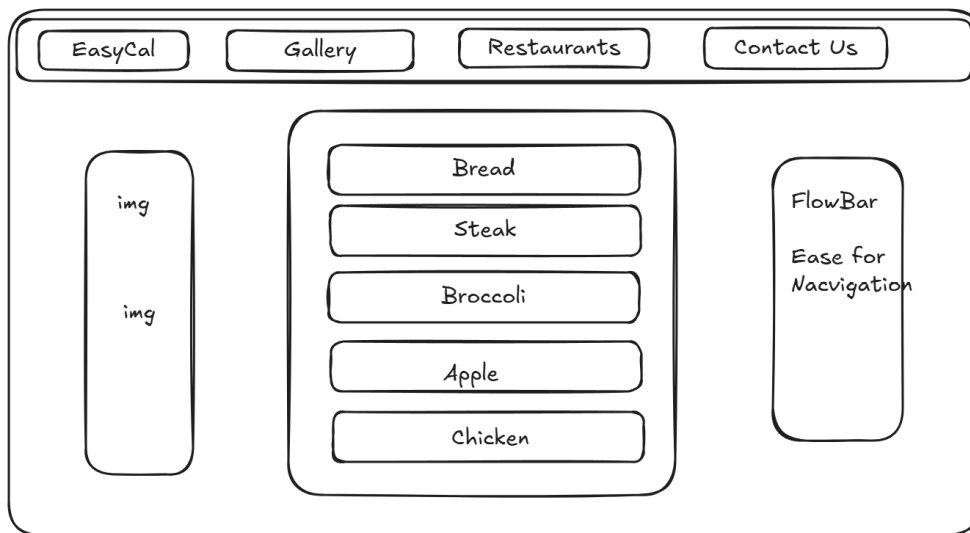 EasyCal
Gallery
Restaurants
Contact Us
img
img
Bread
Steak
Broccoli
Apple
Chicken
FlowBar
Ease for
Nacvigation